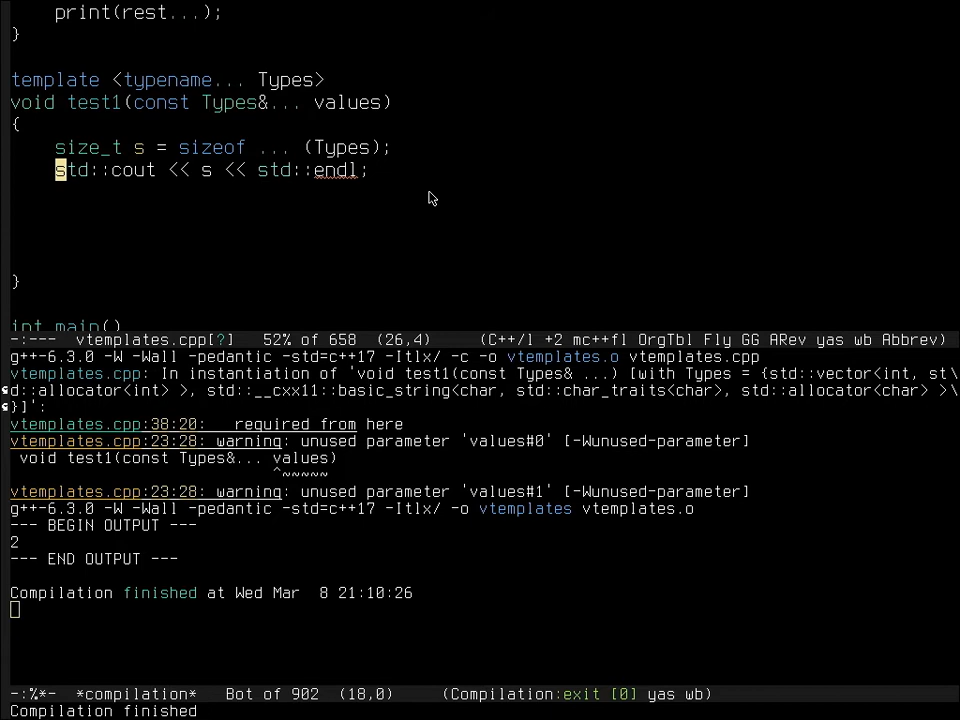 print(rest...);
}
template <typename... Types>
void test1(const Types&... values)
{
size_t s = sizeof ... (Types);
std::cout << s << std::endl;
}
int main()
-:---  vtemplates.cpp[?]   52% of 658  (26,4)     (C++/l +2 mc++fl OrgTbl Fly GG ARev yas wb Abbrev)
g++-6.3.0 -W -Wall -pedantic -std=c++17 -Itlx/ -c -o vtemplates.o vtemplates.cpp
vtemplates.cpp: In instantiation of 'void test1(const Types& ...) [with Types = {std::vector<int, st\
d::allocator<int> >, std::__cxx11::basic_string<char, std::char_traits<char>, std::allocator<char> >\
}]':
vtemplates.cpp:38:20:   required from here
vtemplates.cpp:23:28: warning: unused parameter 'values#0' [-Wunused-parameter]
void test1(const Types&... values)
^~~~~~
vtemplates.cpp:23:28: warning: unused parameter 'values#1' [-Wunused-parameter]
g++-6.3.0 -W -Wall -pedantic -std=c++17 -Itlx/ -o vtemplates vtemplates.o
--- BEGIN OUTPUT ---
2
--- END OUTPUT ---
Compilation finished at Wed Mar  8 21:10:26
-:%*-  *compilation*   Bot of 902  (18,0)     (Compilation:exit [0] yas wb)
Compilation finished